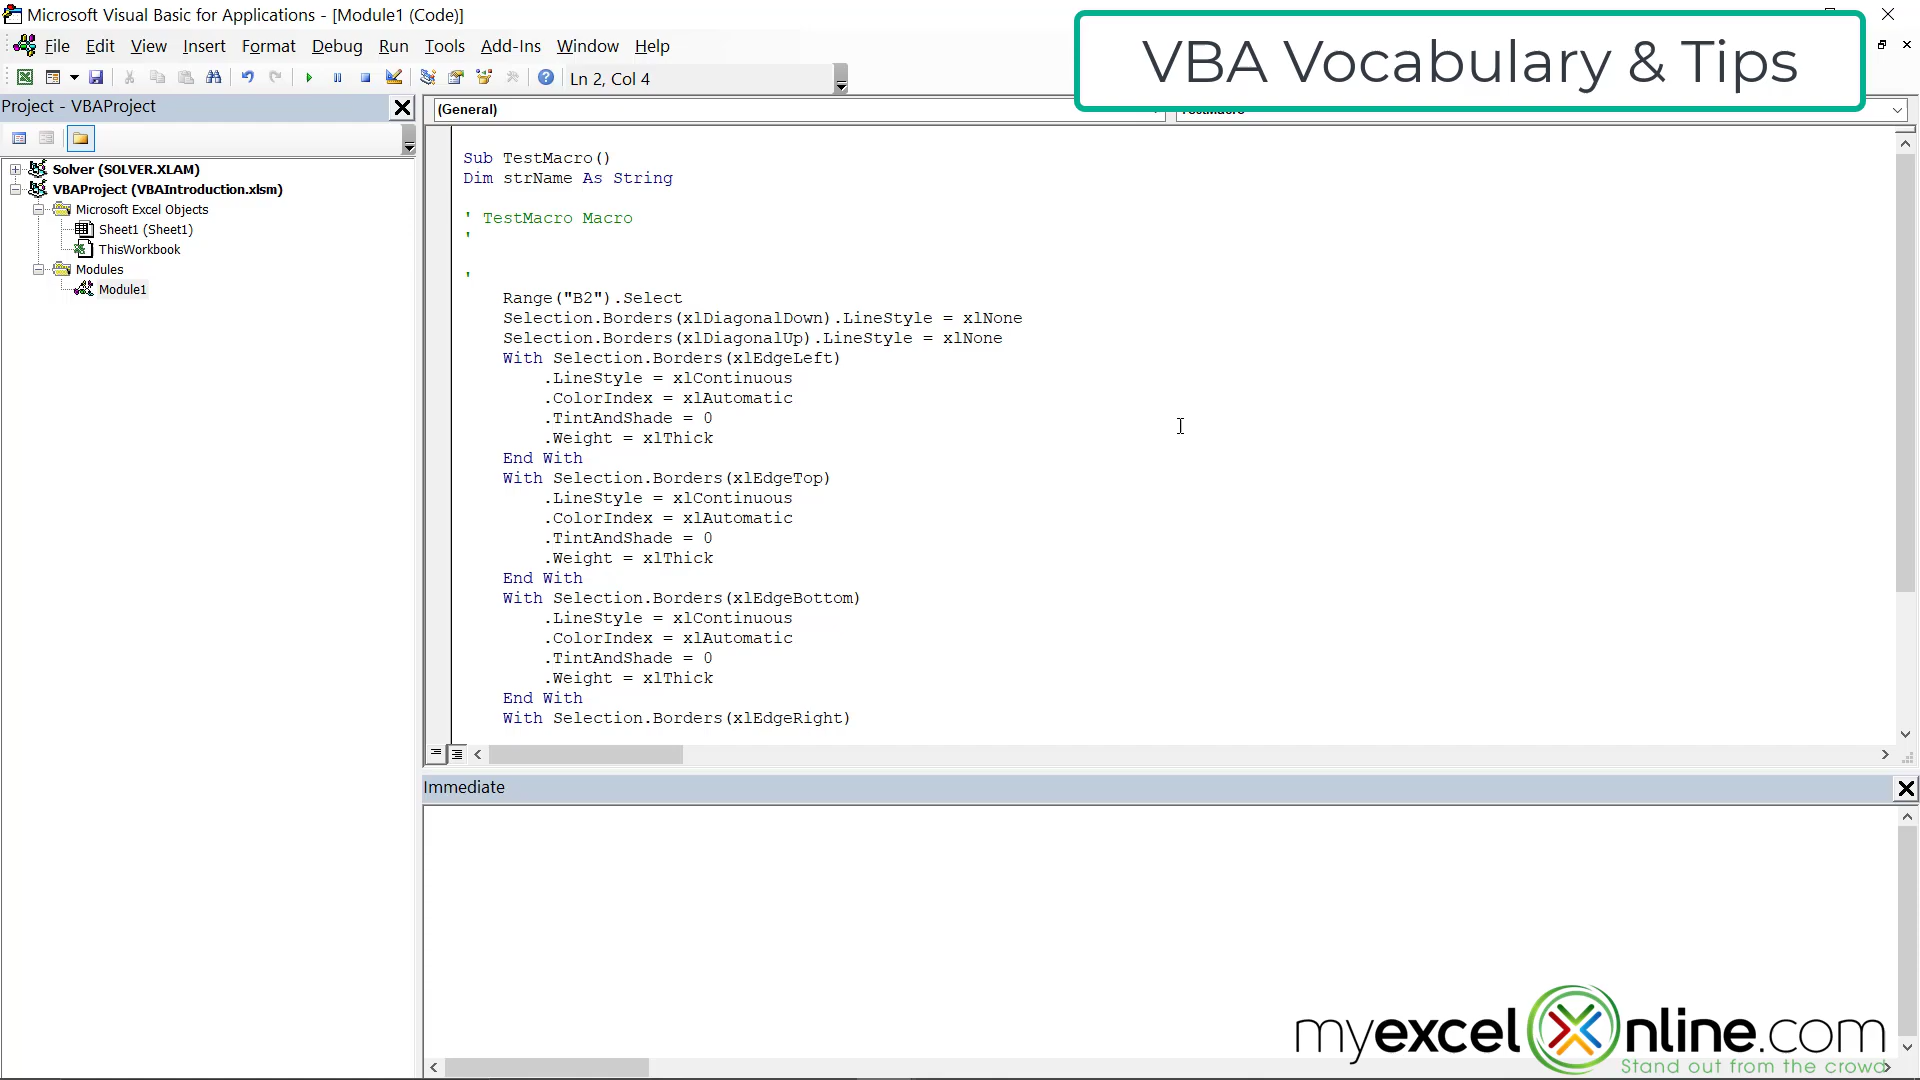 Microsoft Visual Basic for Applications - [Module1 (Code)]
VBA Vocabulary & Tips
File Edit View Insert Format Debug Run Tools Add-Ins Window Help
Ln 2, Col 4
Project - VBAProject
(General)
Solver (SOLVER.XLAM)
VBAProject (VBAIntroduction.xlsm)
Microsoft Excel Objects
Sheet1 (Sheet1)
ThisWorkbook
Modules
Module1
Sub TestMacro()
Dim strName As String
' TestMacro Macro
'
'
Range("B2").Select
Selection.Borders(xlDiagonalDown).LineStyle = xlNone
Selection.Borders(xlDiagonalUp).LineStyle = xlNone
With Selection.Borders(xlEdgeLeft)
.LineStyle = xlContinuous
.ColorIndex = xlAutomatic
.TintAndShade = 0
.Weight = xlThick
End With
With Selection.Borders(xlEdgeTop)
.LineStyle = xlContinuous
.ColorIndex = xlAutomatic
.TintAndShade = 0
.Weight = xlThick
End With
With Selection.Borders(xlEdgeBottom)
.LineStyle = xlContinuous
.ColorIndex = xlAutomatic
.TintAndShade = 0
.Weight = xlThick
End With
With Selection.Borders(xlEdgeRight)
Immediate
myexcelonline.com
Stand out from the crowd